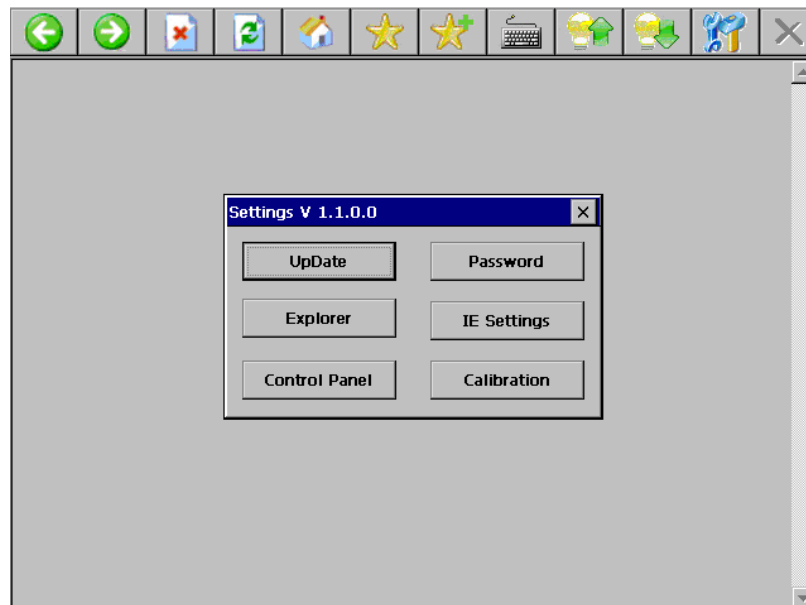 Settings V 1.1.0.0
UpDate
Password
Explorer
IE Settings
Control Panel
Calibration